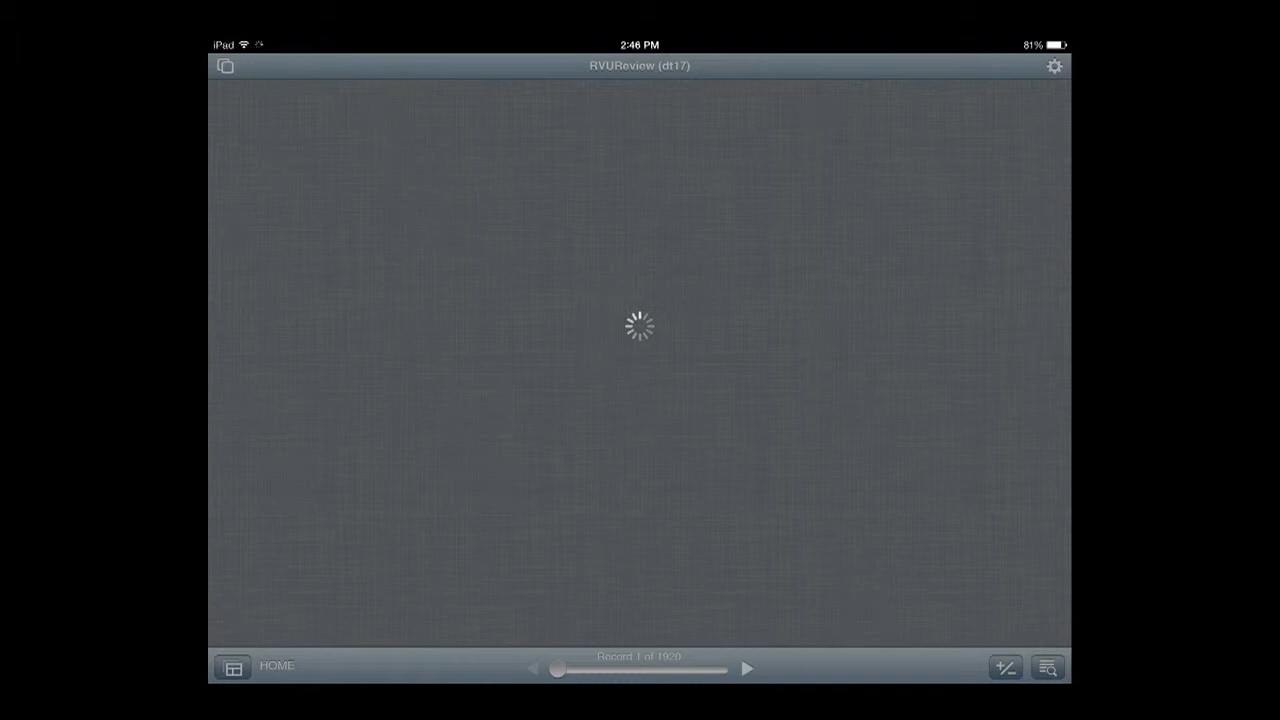 iPad
2:46 PM
81%
RVUReview (dt17)
HOME
Record 1 of 1920